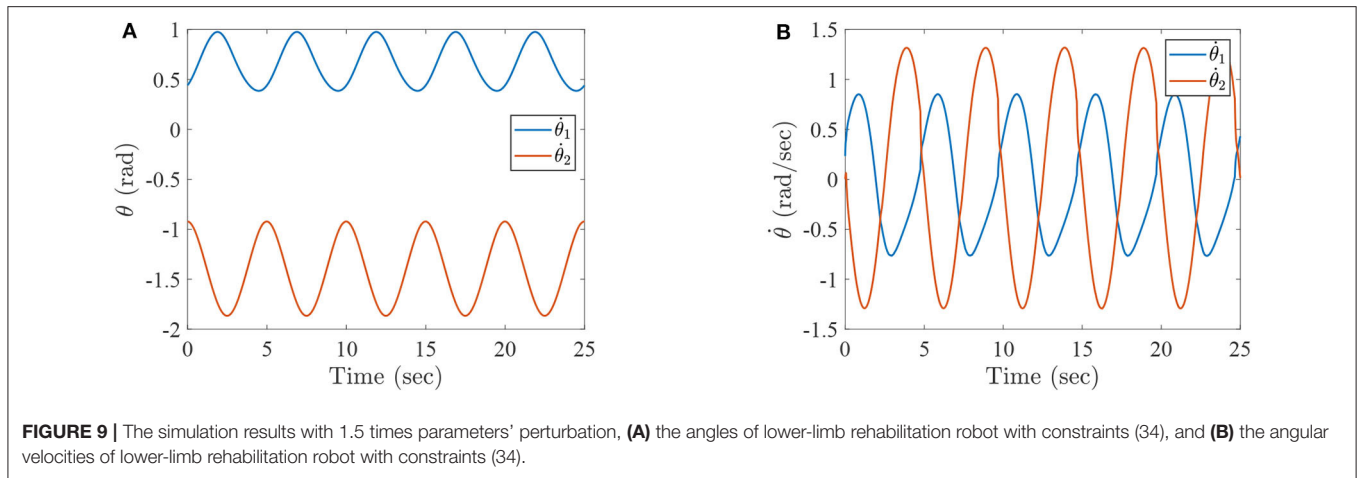 A
1
0.5
0
-0.5
-1
-1.5
-2
θ (rad)
θ̇₁
θ̇₂
0 5 10 15 20 25
Time (sec)
B
1.5
1
0.5
0
-0.5
-1
-1.5
θ̇ (rad/sec)
θ̇₁
θ̇₂
0 5 10 15 20 25
Time (sec)
FIGURE 9 | The simulation results with 1.5 times parameters' perturbation, (A) the angles of lower-limb rehabilitation robot with constraints (34), and (B) the angular
velocities of lower-limb rehabilitation robot with constraints (34).